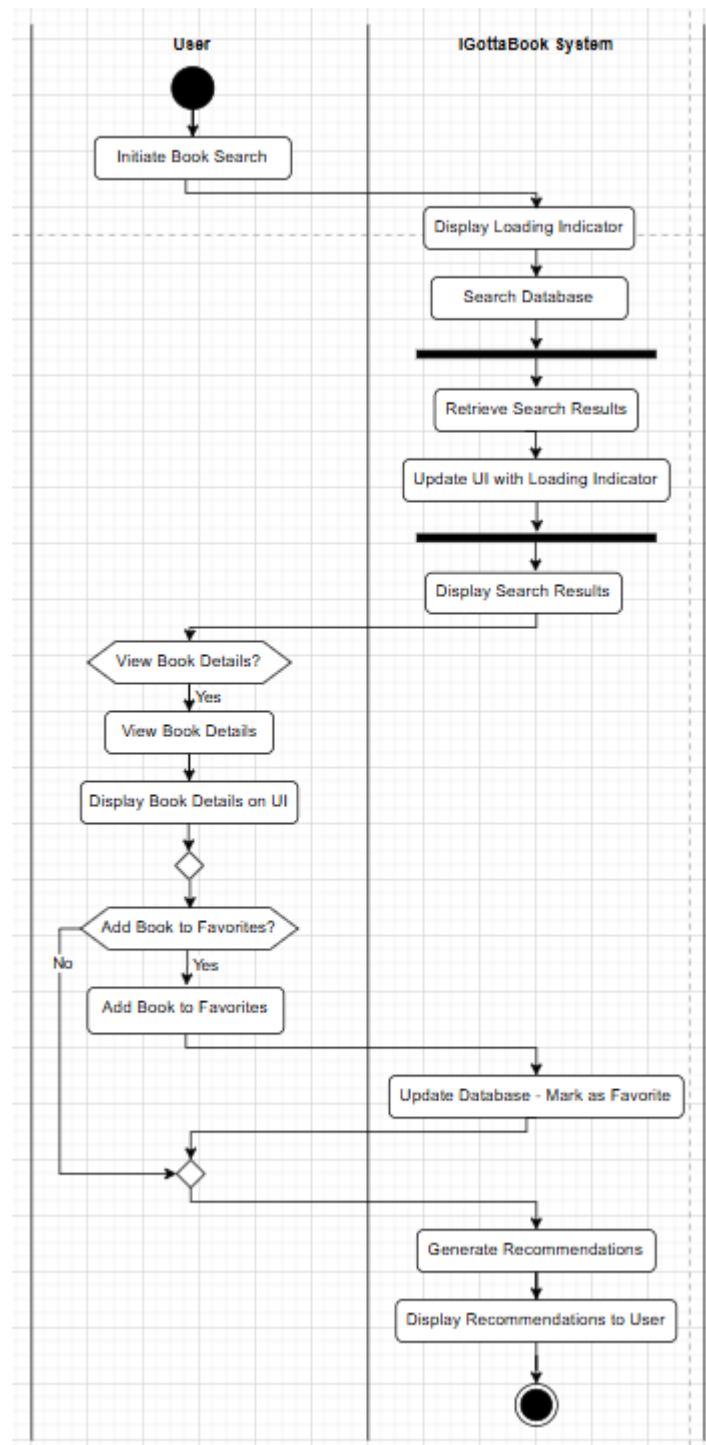 User
IGottaBook System
Initiate Book Search
Display Loading Indicator
Search Database
Retrieve Search Results
Update UI with Loading Indicator
Display Search Results
View Book Details?
Yes
View Book Details
Display Book Details on UI
Add Book to Favorites?
No
Yes
Add Book to Favorites
Update Database - Mark as Favorite
Generate Recommendations
Display Recommendations to User